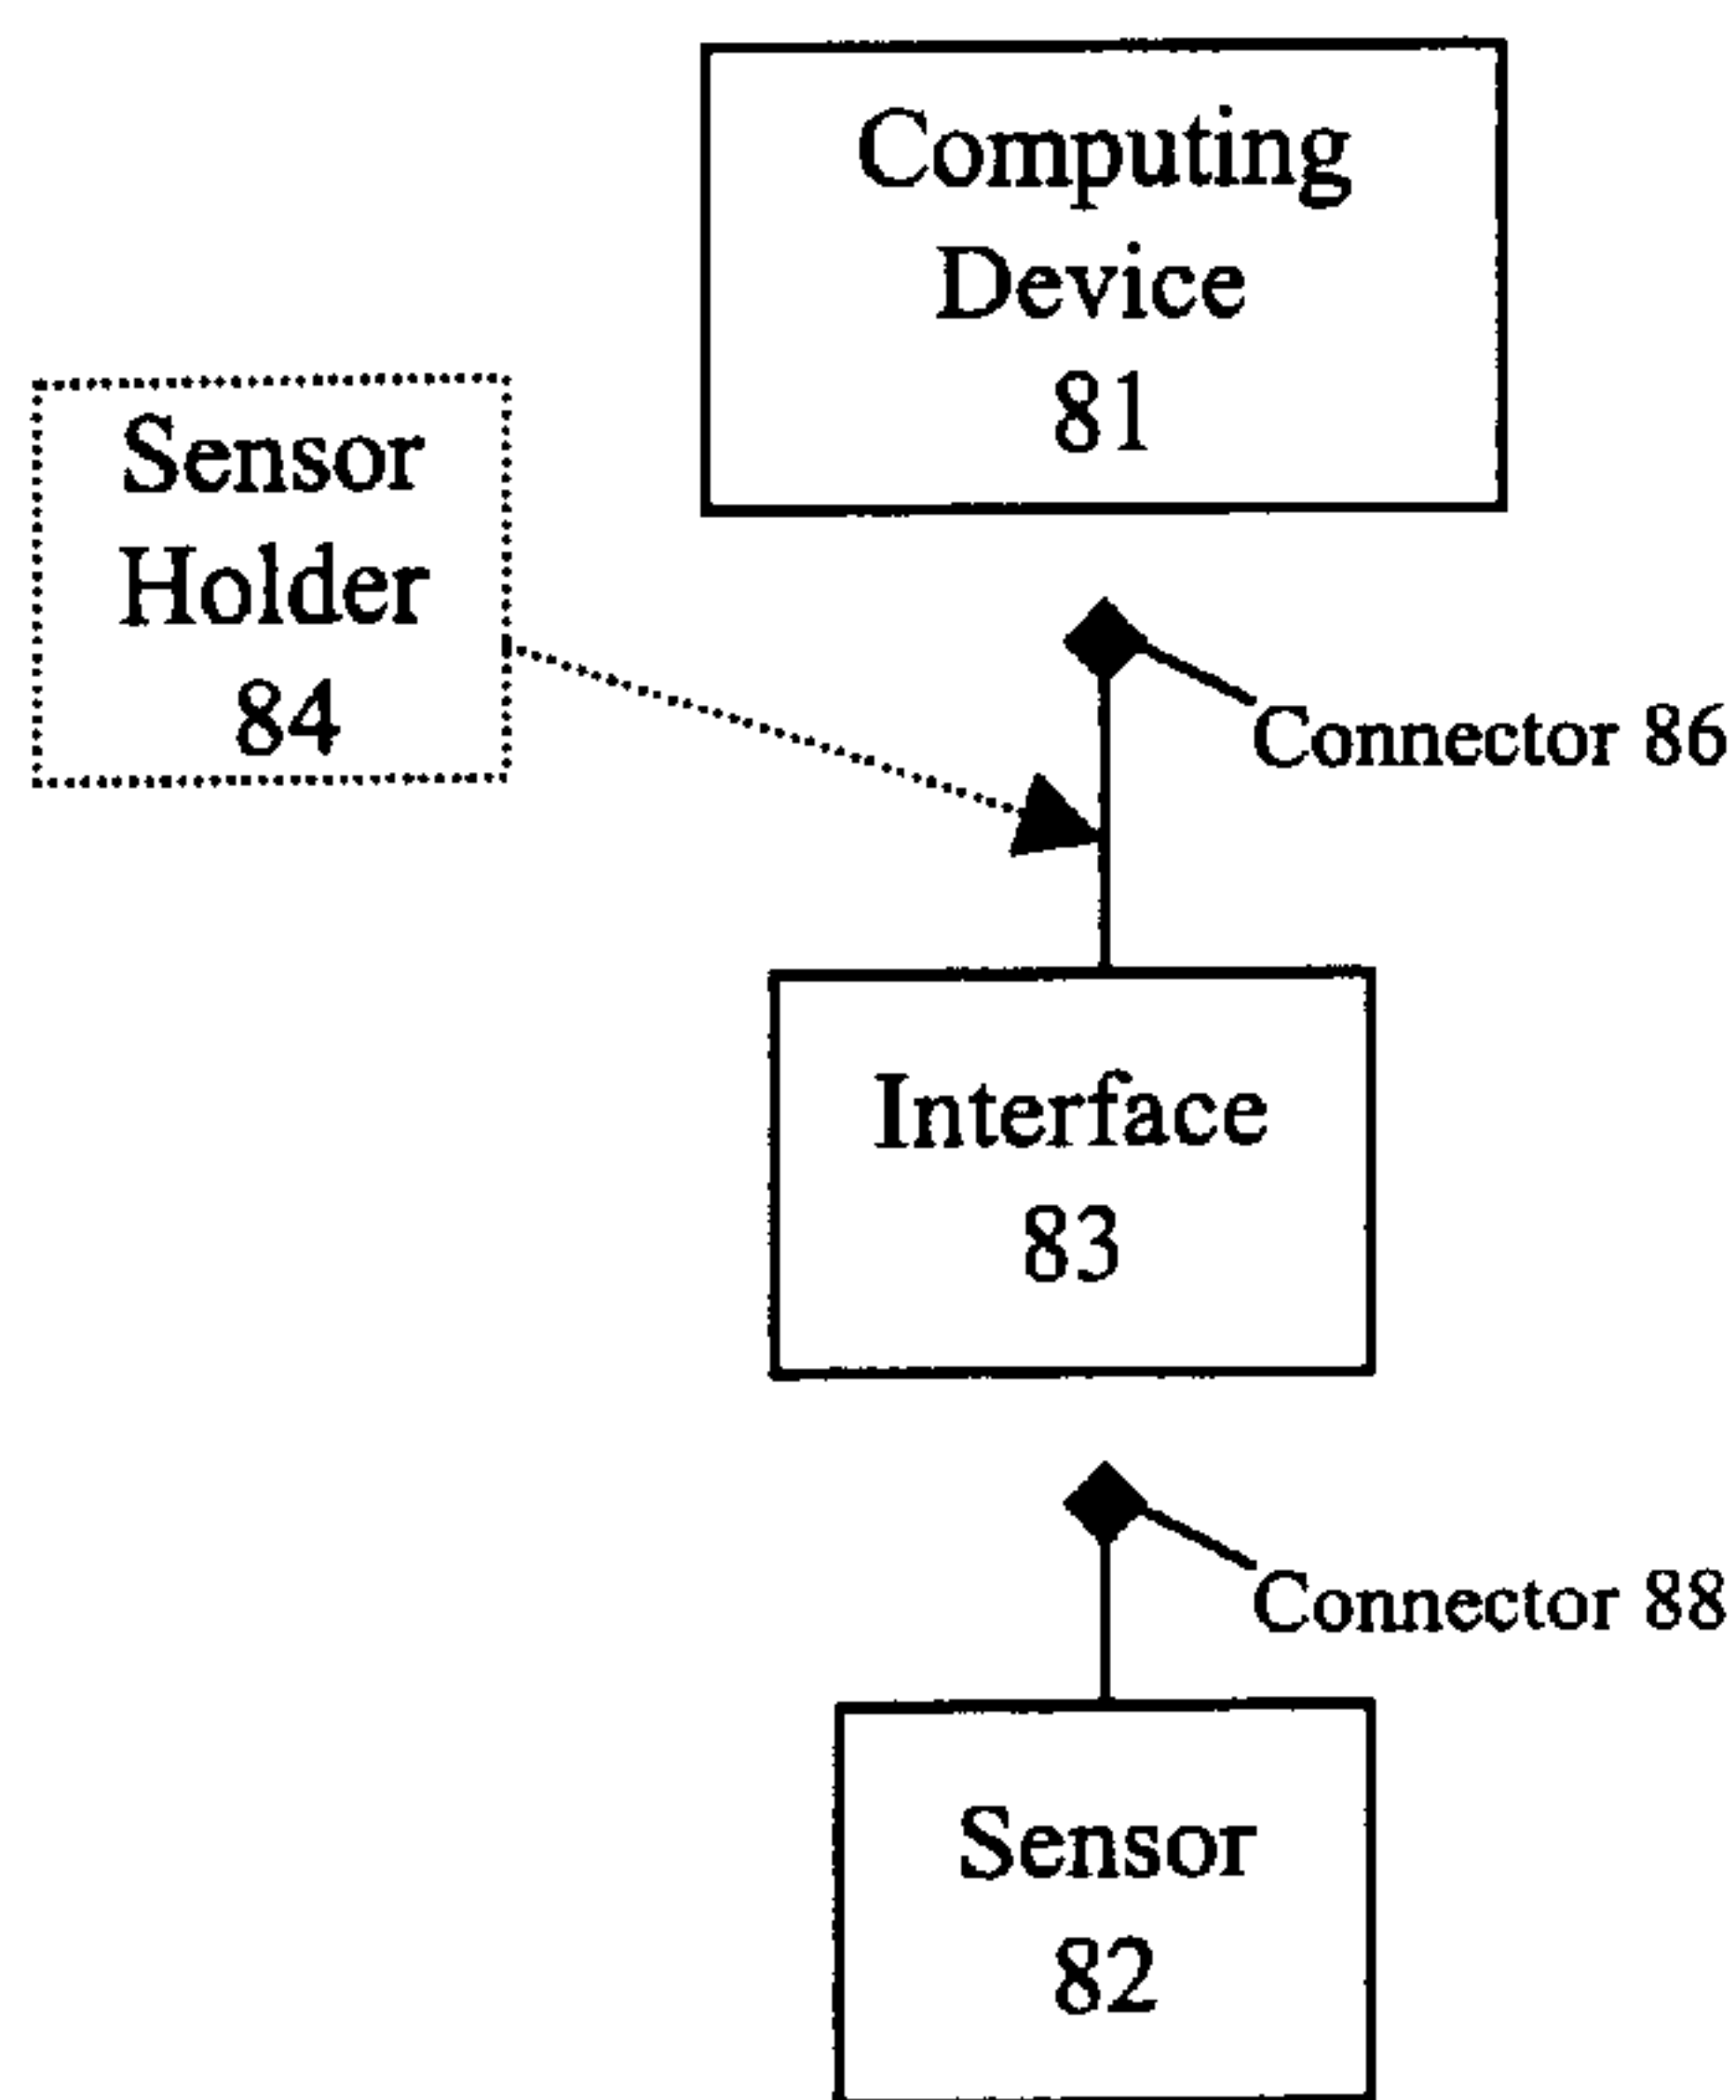 Computing
Device
81
Sensor
Holder
84
Connector 86
Interface
83
Connector 88
Sensor
82